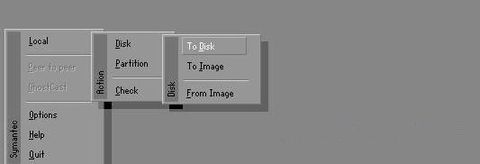 Local
Peer to peer
GhostCast
Options
Help
Quit
Symantec
Disk
Partition
Check
Action
To Disk
To Image
From Image
Disk